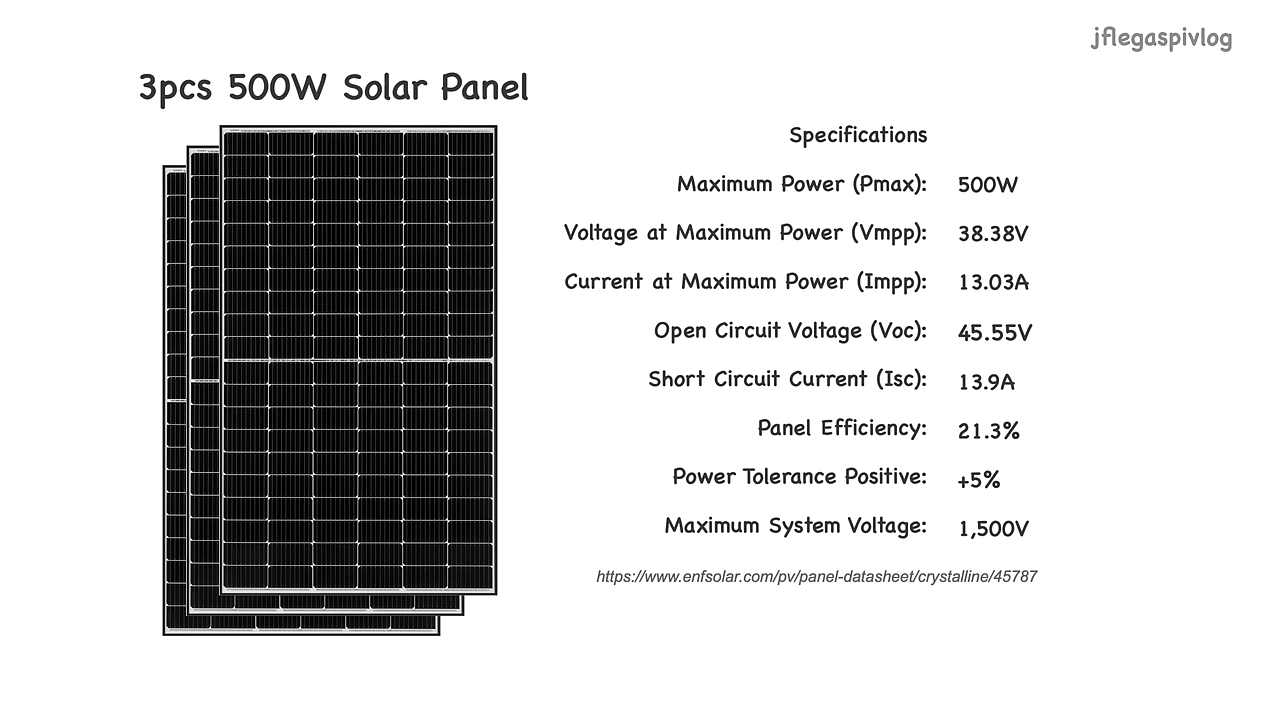 jflegaspivlog
3pcs 500W Solar Panel
Specifications
Maximum Power (Pmax): 500W
Voltage at Maximum Power (Vmpp): 38.38V
Current at Maximum Power (Impp): 13.03A
Open Circuit Voltage (Voc): 45.55V
Short Circuit Current (Isc): 13.9A
Panel Efficiency: 21.3%
Power Tolerance Positive: +5%
Maximum System Voltage: 1,500V
https://www.enfsolar.com/pv/panel-datasheet/crystalline/45787